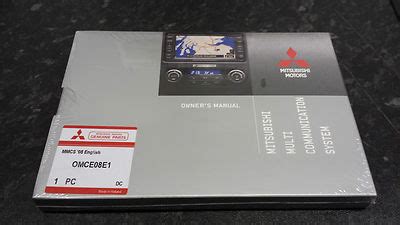 MITSUBISHI
MOTORS
OWNER'S MANUAL
MITSUBISHI
MULTI
COMMUNICATION
SYSTEM
GENUINE PARTS
MMCS '08 English
OMCE08E1
1 PC
DC